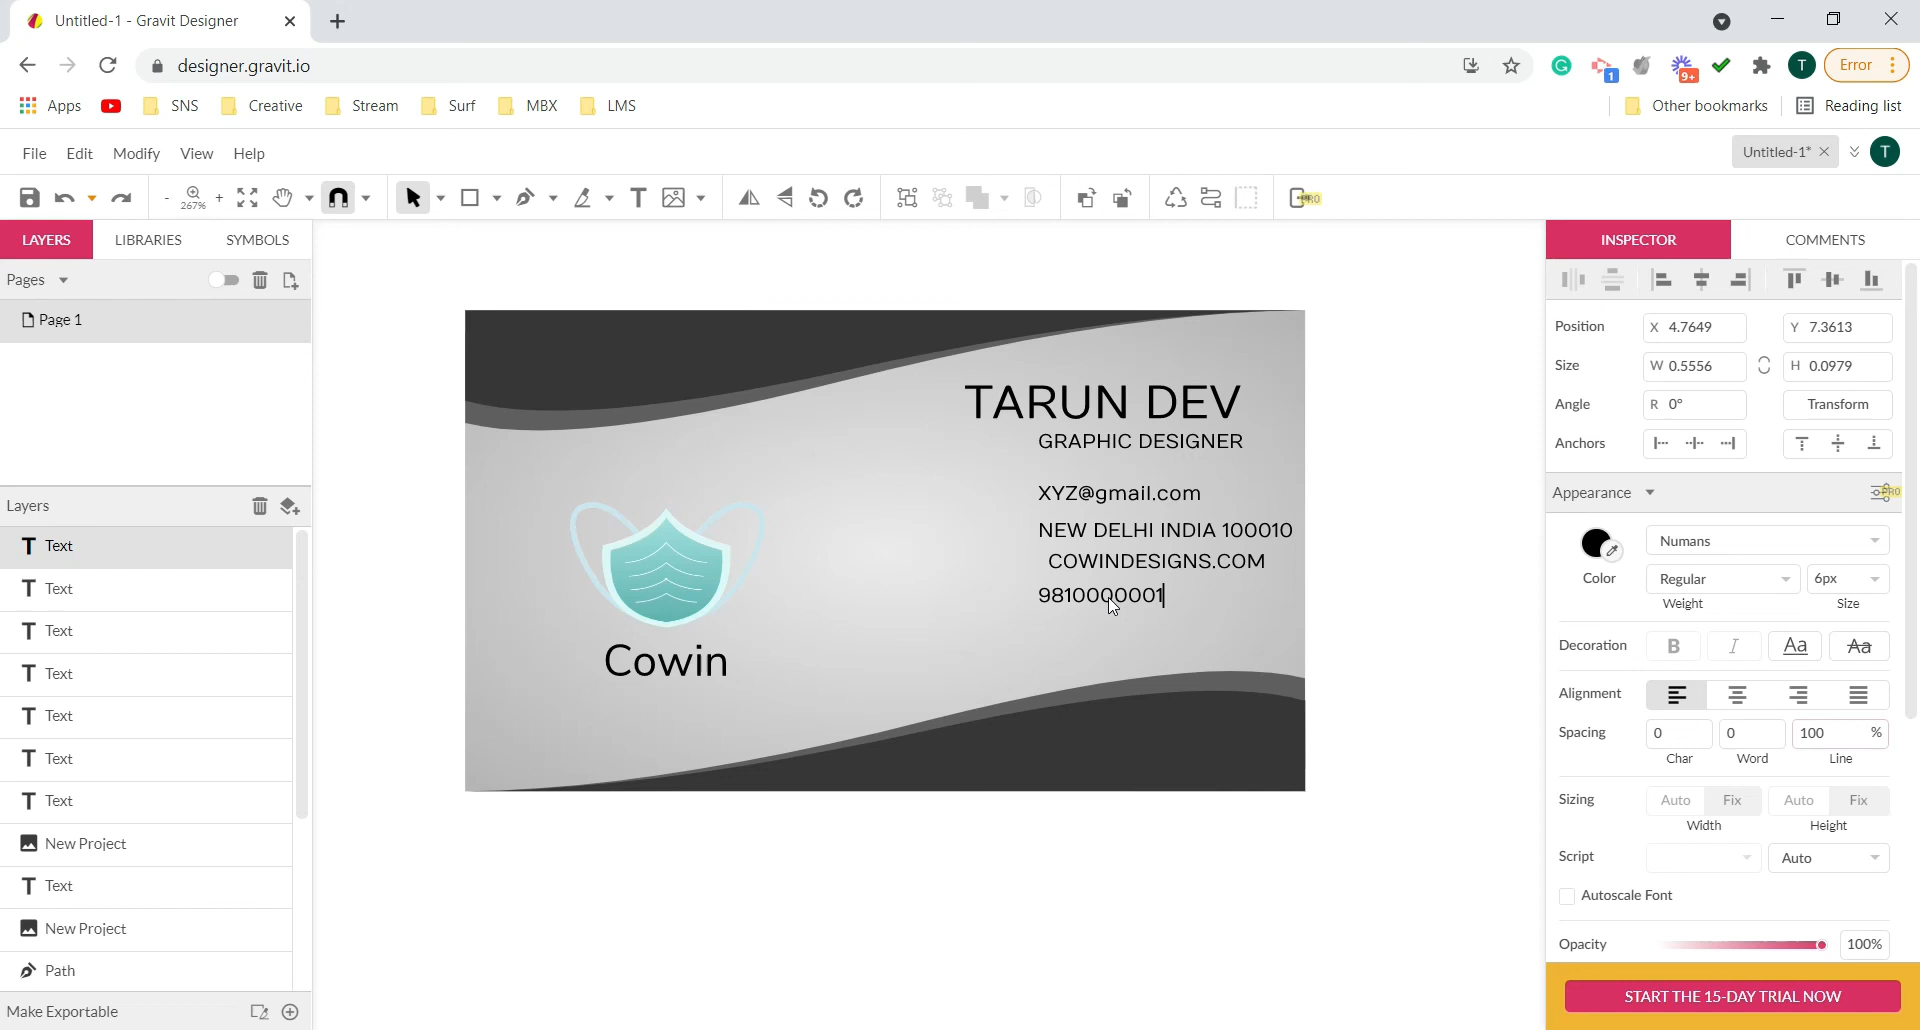 Untitled-1 - Gravit Designer
designer.gravit.io
1
9+
T
Error
Apps
SNS
Creative
Stream
Surf
MBX
LMS
Other bookmarks
Reading list
File
Edit
Modify
View
Help
Untitled-1*
T
-
267%
+
PRO
LAYERS
LIBRARIES
SYMBOLS
INSPECTOR
COMMENTS
Pages
Page 1
Layers
Text
Text
Text
Text
Text
Text
Text
New Project
Text
New Project
Path
Make Exportable
TARUN DEV
GRAPHIC DESIGNER
XYZ@gmail.com
NEW DELHI INDIA 100010
COWINDESIGNS.COM
9810000001
Cowin
Position
X 4.7649
Y 7.3613
Size
W 0.5556
H 0.0979
Angle
R 0°
Transform
Anchors
Appearance
PRO
Numans
Color
Regular
6px
Weight
Size
Decoration
B
I
Aa
Aa
Alignment
Spacing
0
0
100 %
Char
Word
Line
Sizing
Auto
Fix
Auto
Fix
Width
Height
Script
Auto
Autoscale Font
Opacity
100%
START THE 15-DAY TRIAL NOW